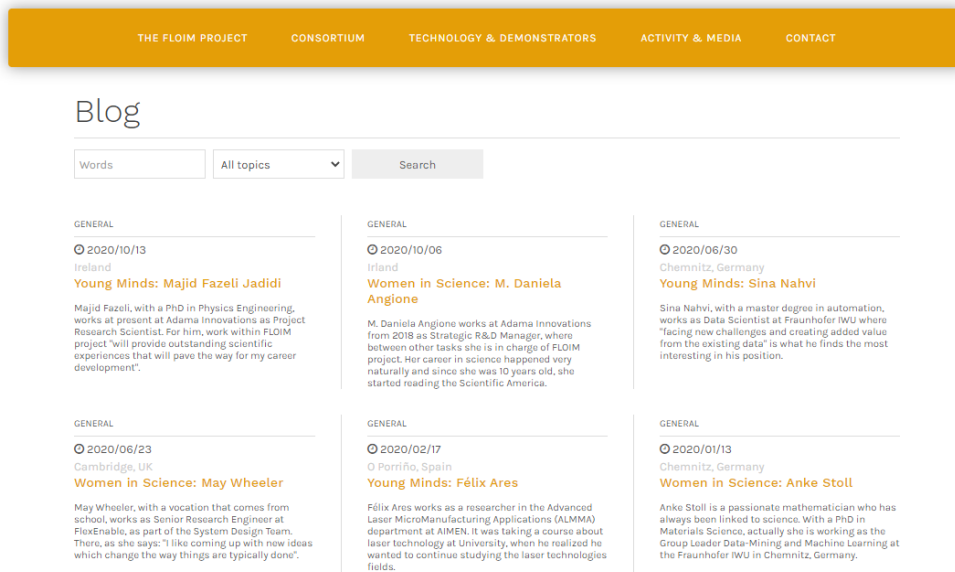 THE FLOIM PROJECT CONSORTIUM TECHNOLOGY & DEMONSTRATORS ACTIVITY & MEDIA CONTACT
Blog
Words All topics Search
GENERAL
2020/10/13
Ireland
Young Minds: Majid Fazeli Jadidi
Majid Fazeli, with a PhD in Physics Engineering,
works at present at Adama Innovations as Project
Research Scientist. For him, work within FLOIM
project "will provide outstanding scientific
experiences that will pave the way for my career
development".
GENERAL
2020/10/06
Irland
Women in Science: M. Daniela
Angione
M. Daniela Angione works at Adama Innovations
from 2018 as Strategic R&D Manager, where
between other tasks she is in charge of FLOIM
project. Her career in science happened very
naturally and since she was 10 years old, she
started reading the Scientific America.
GENERAL
2020/06/30
Chemnitz, Germany
Young Minds: Sina Nahvi
Sina Nahvi, with a master degree in automation,
works as Data Scientist at Fraunhofer IWU where
"facing new challenges and creating added value
from the existing data" is what he finds the most
interesting in his position.
GENERAL
2020/06/23
Cambridge, UK
Women in Science: May Wheeler
May Wheeler, with a vocation that comes from
school, works as Senior Research Engineer at
FlexEnable, as part of the System Design Team.
There, as she says: "I like coming up with new ideas
which change the way things are typically done".
GENERAL
2020/02/17
O Porriño, Spain
Young Minds: Félix Ares
Félix Ares works as a researcher in the Advanced
Laser MicroManufacturing Applications (ALMMA)
department at AIMEN. It was taking a course about
laser technology at University, when he realized he
wanted to continue studying the laser technologies
fields.
GENERAL
2020/01/13
Chemnitz, Germany
Women in Science: Anke Stoll
Anke Stoll is a passionate mathematician who has
always been linked to science. With a PhD in
Materials Science, actually she is working as the
Group Leader Data-Mining and Machine Learning at
the Fraunhofer IWU in Chemnitz, Germany.